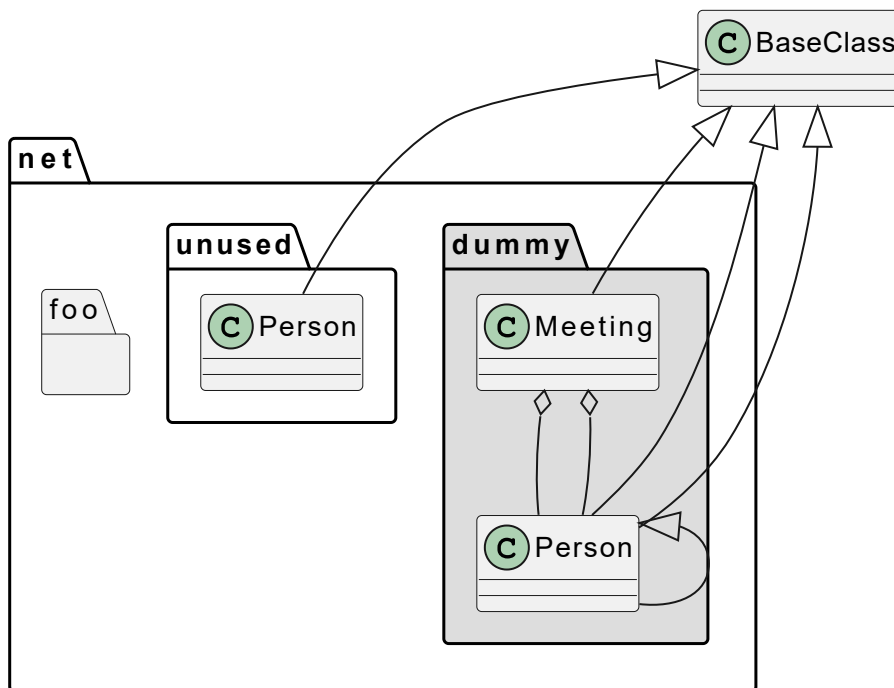 C BaseClass
net
unused
dummy
foo
C Person
C Meeting
C Person